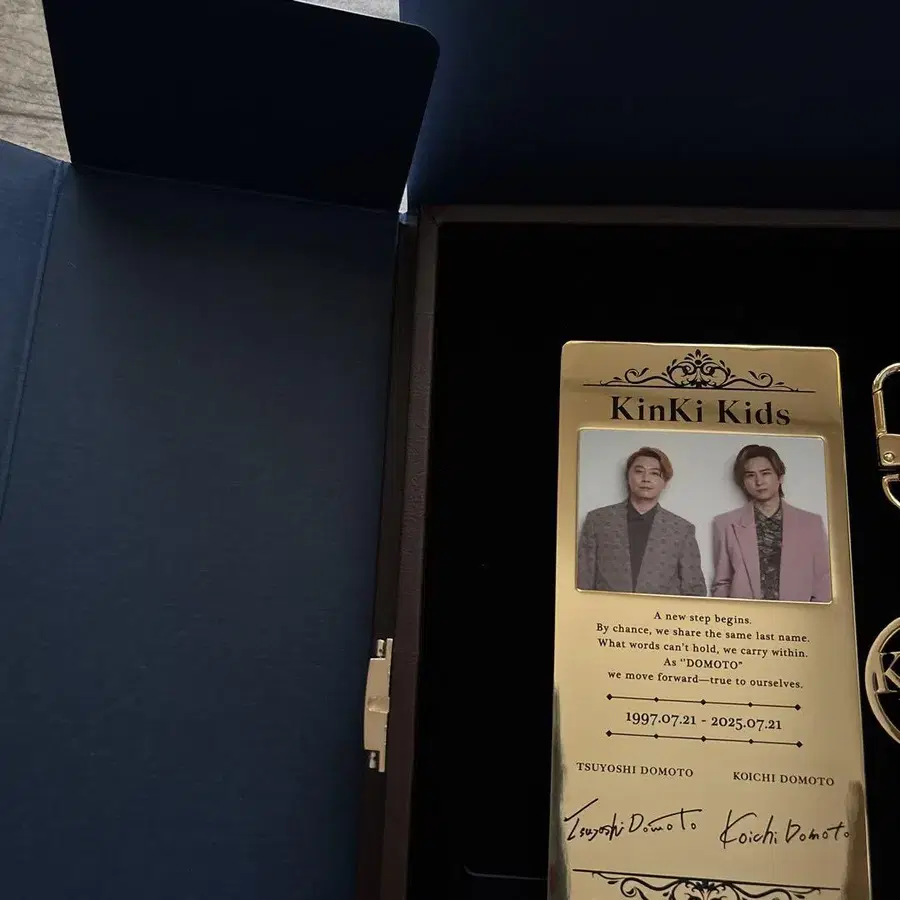 KinKi Kids
A new step begins.
By chance, we share the same last name.
What words can't hold, we carry within.
As "DOMOTO"
we move forward—true to ourselves.
1997.07.21 - 2025.07.21
TSUYOSHI DOMOTO
KOICHI DOMOTO
Tsuyoshi Domoto
Koichi Domoto
K